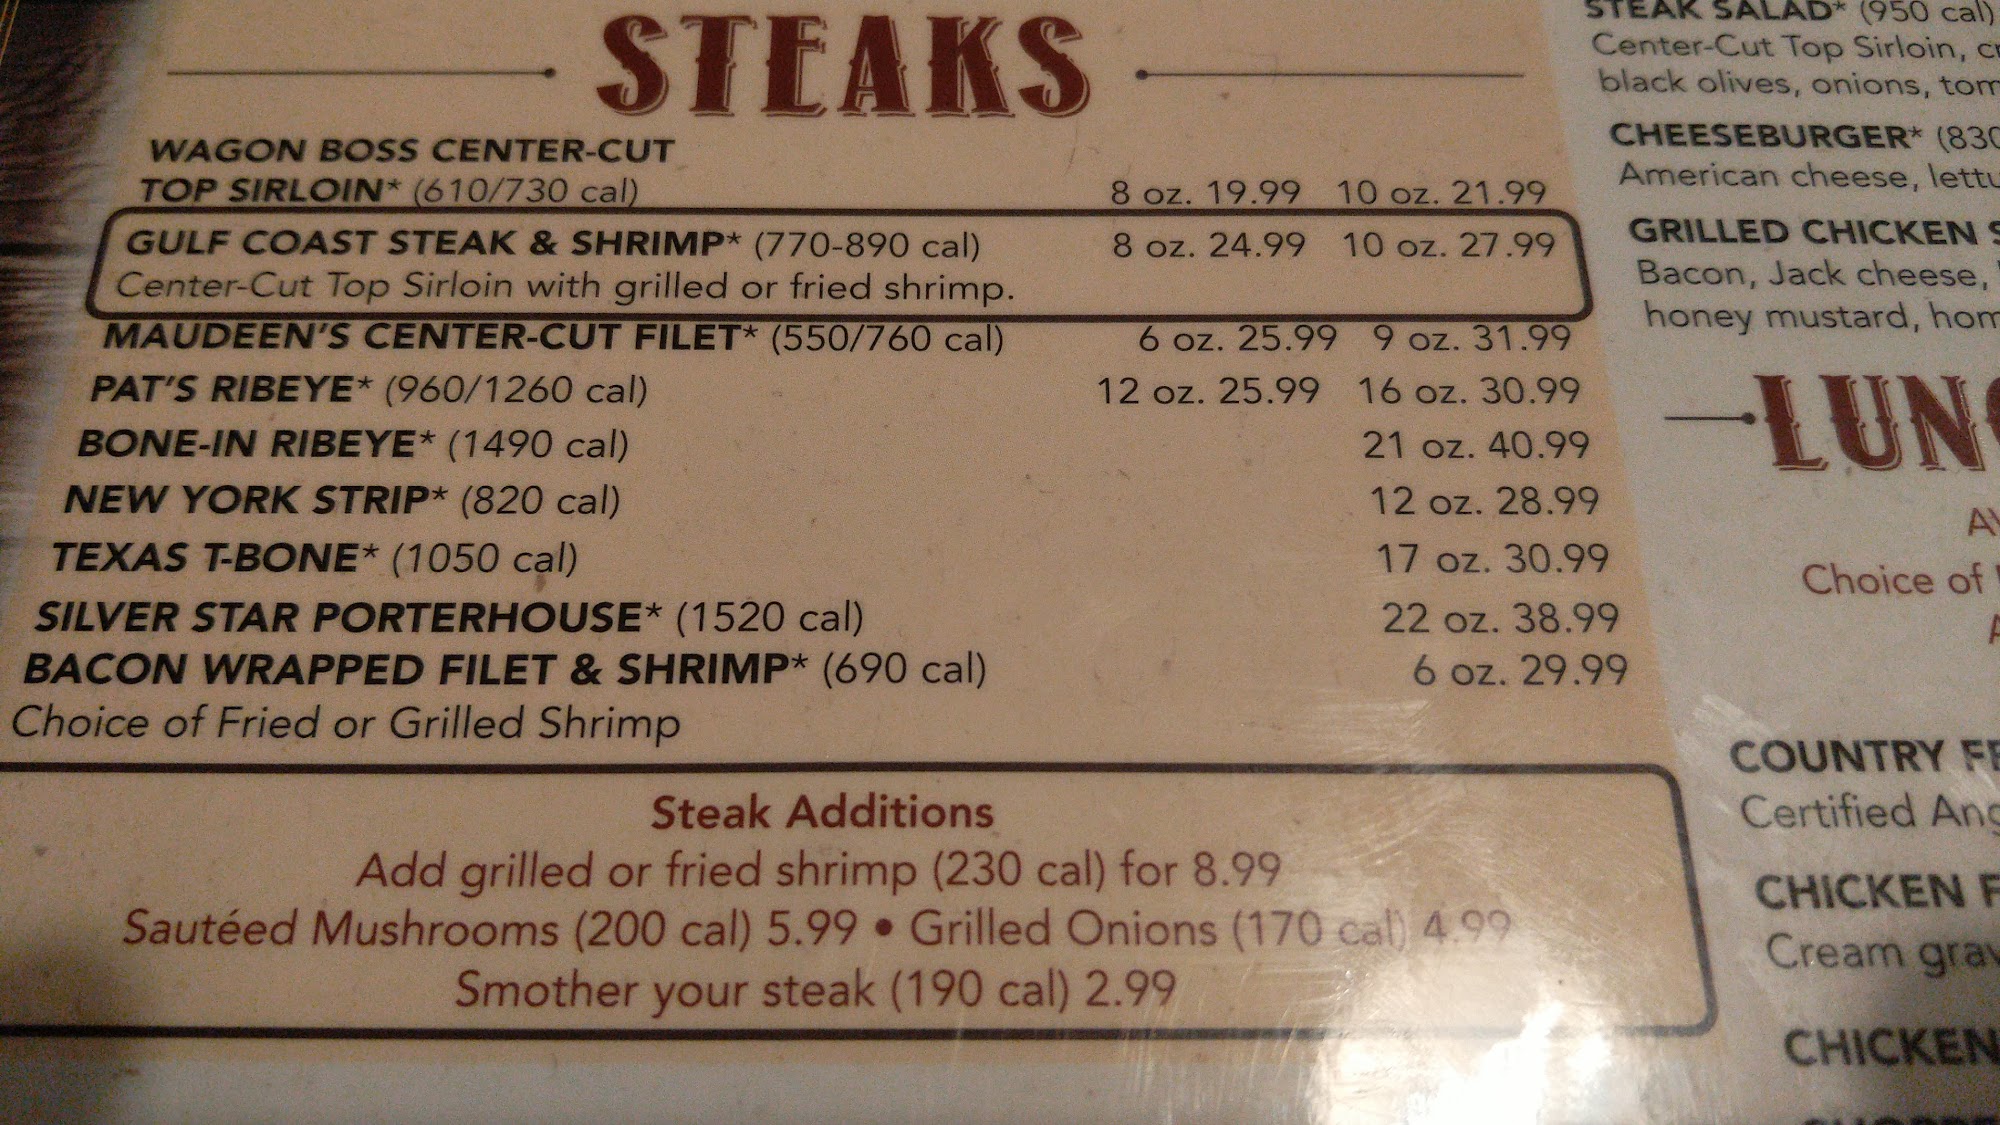 STEAKS
WAGON BOSS CENTER-CUT
TOP SIRLOIN* (610/730 cal) 8 oz. 19.99 10 oz. 21.99
GULF COAST STEAK & SHRIMP* (770-890 cal) 8 oz. 24.99 10 oz. 27.99
Center-Cut Top Sirloin with grilled or fried shrimp.
MAUDEEN'S CENTER-CUT FILET* (550/760 cal) 6 oz. 25.99 9 oz. 31.99
PAT'S RIBEYE* (960/1260 cal) 12 oz. 25.99 16 oz. 30.99
BONE-IN RIBEYE* (1490 cal) 21 oz. 40.99
NEW YORK STRIP* (820 cal) 12 oz. 28.99
TEXAS T-BONE* (1050 cal) 17 oz. 30.99
SILVER STAR PORTERHOUSE* (1520 cal) 22 oz. 38.99
BACON WRAPPED FILET & SHRIMP* (690 cal) 6 oz. 29.99
Choice of Fried or Grilled Shrimp
Steak Additions
Add grilled or fried shrimp (230 cal) for 8.99
Sautéed Mushrooms (200 cal) 5.99 • Grilled Onions (170 cal) 4.99
Smother your steak (190 cal) 2.99
STEAK SALAD* (950 cal)
Center-Cut Top Sirloin,
black olives, onions,
CHEESEBURGER* (830
American cheese,
GRILLED CHICKEN
Bacon, Jack cheese,
honey mustard,
Choice of
COUNTRY
Certified
CHICKEN
Cream
CHICKEN